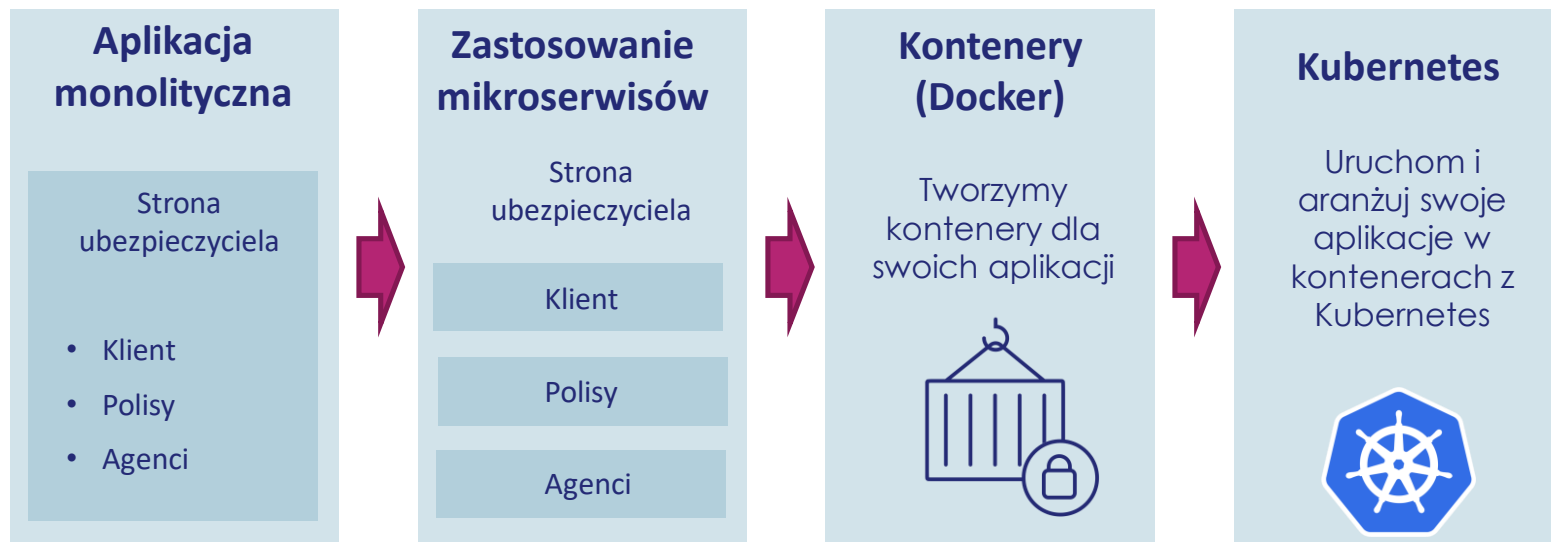 Aplikacja
monolityczna
Strona
ubezpieczyciela
• Klient
• Polisy
• Agenci
Zastosowanie
mikroserwisów
Strona
ubezpieczyciela
Klient
Polisy
Agenci
Kontenery
(Docker)
Tworzymy
kontenery dla
swoich aplikacji
Kubernetes
Uruchom i
aranżuj swoje
aplikacje w
kontenerach z
Kubernetes